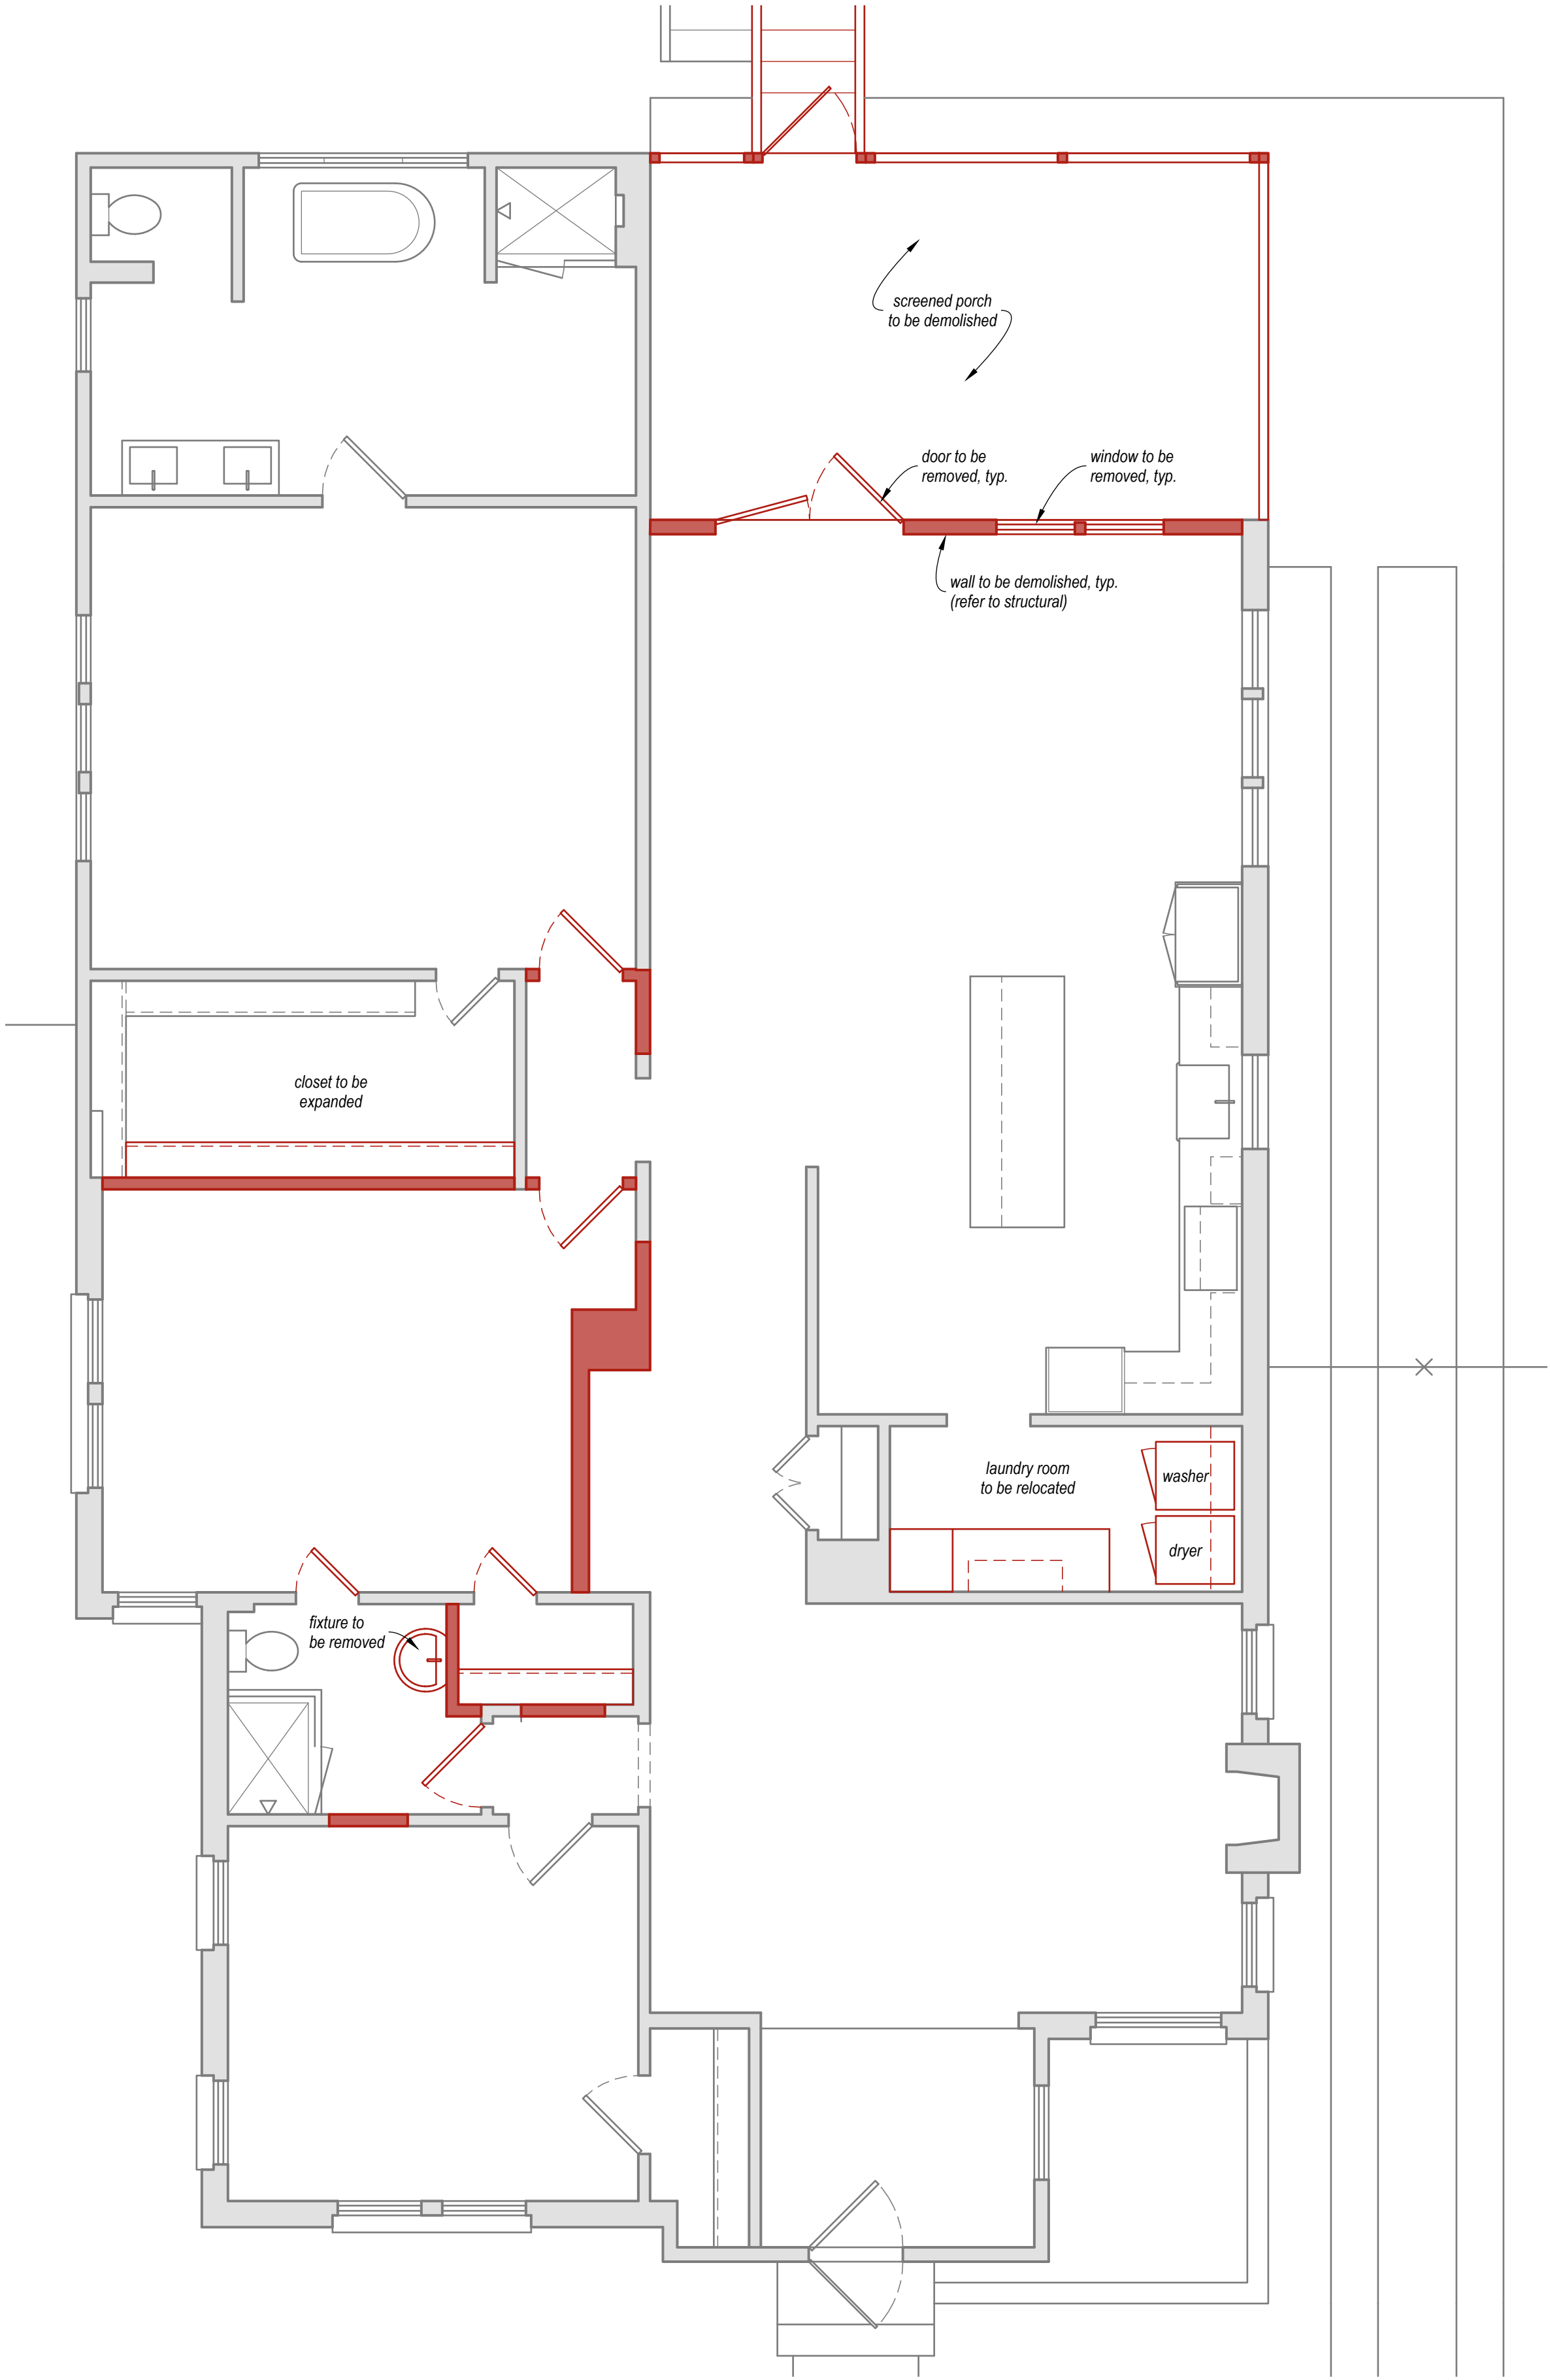 screened porch
to be demolished
door to be
removed, typ.
window to be
removed, typ.
wall to be demolished, typ.
(refer to structural)
closet to be
expanded
laundry room
to be relocated
washer
dryer
fixture to
be removed